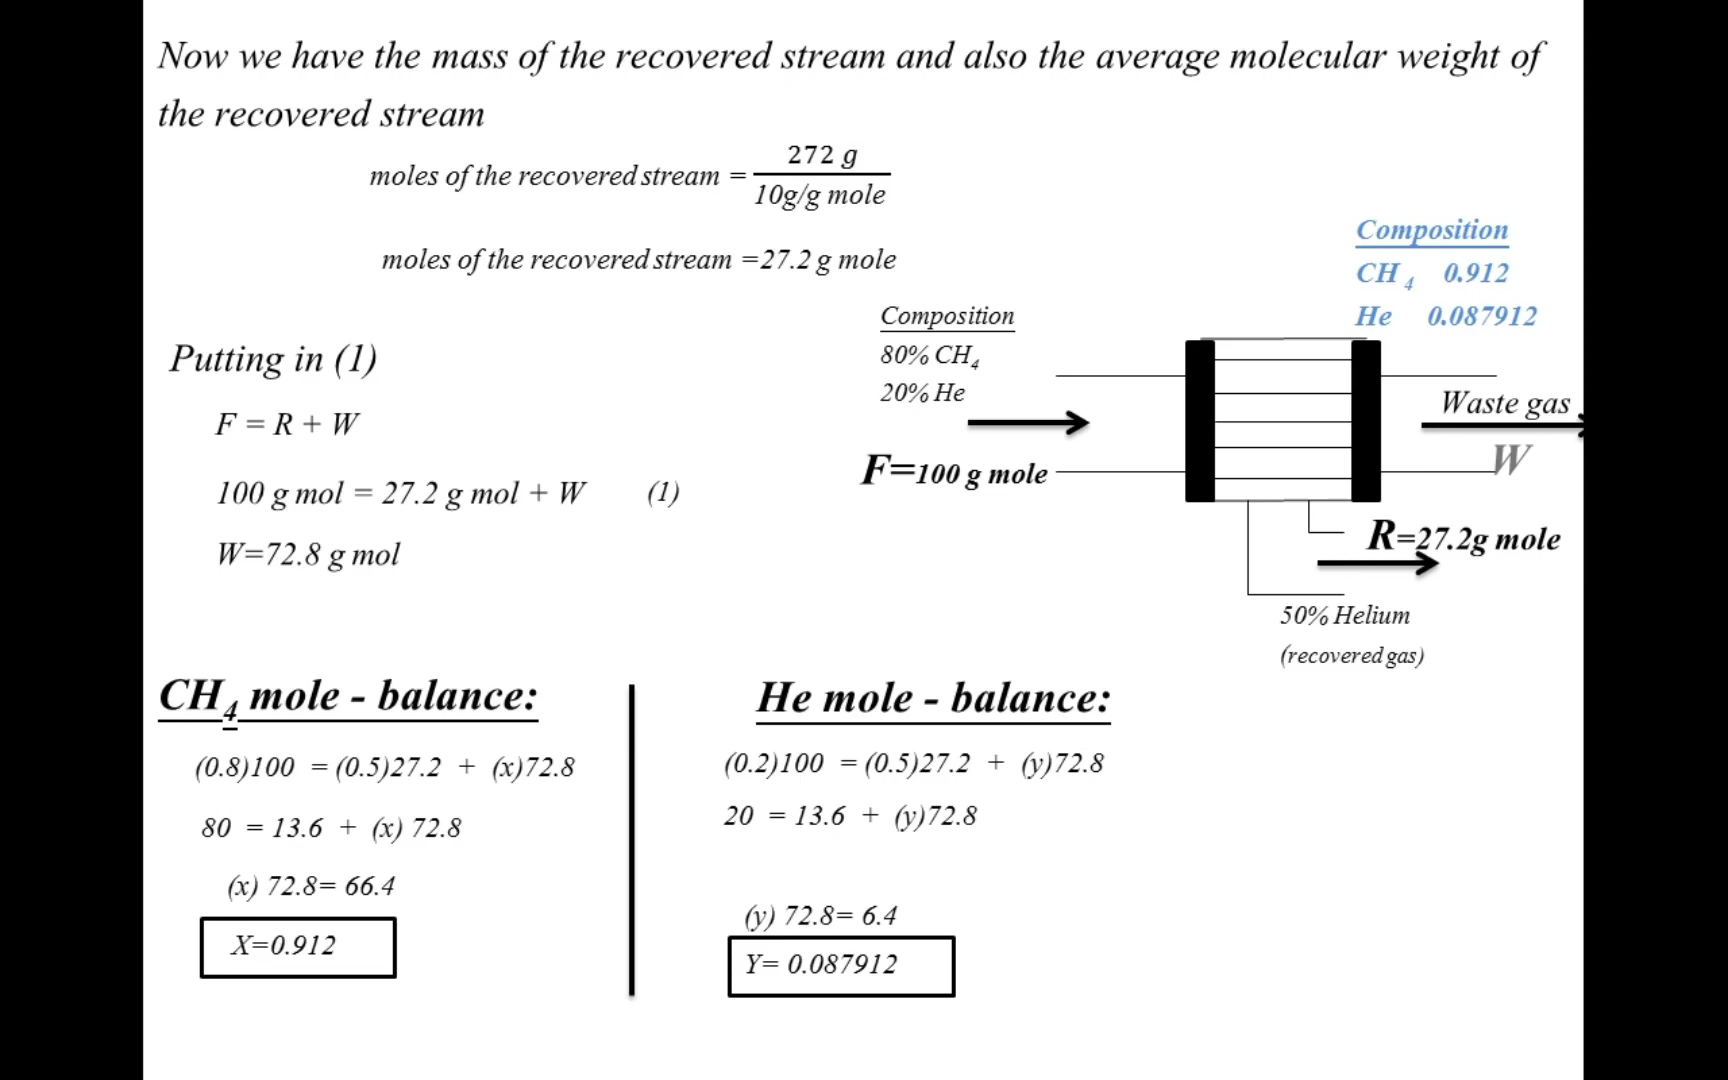 Now we have the mass of the recovered stream and also the average molecular weight of
the recovered stream
moles of the recovered stream = 272 g / 10g/g mole
moles of the recovered stream =27.2 g mole
Putting in (1)
F = R + W
100 g mol = 27.2 g mol + W (1)
W=72.8 g mol
Composition
CH4 0.912
He 0.087912
Composition
80% CH4
20% He
F=100 g mole
Waste gas
W
R=27.2g mole
50% Helium
(recovered gas)
CH4 mole - balance:
(0.8)100 = (0.5)27.2 + (x)72.8
80 = 13.6 + (x) 72.8
(x) 72.8= 66.4
X=0.912
He mole - balance:
(0.2)100 = (0.5)27.2 + (y)72.8
20 = 13.6 + (y)72.8
(y) 72.8= 6.4
Y= 0.087912